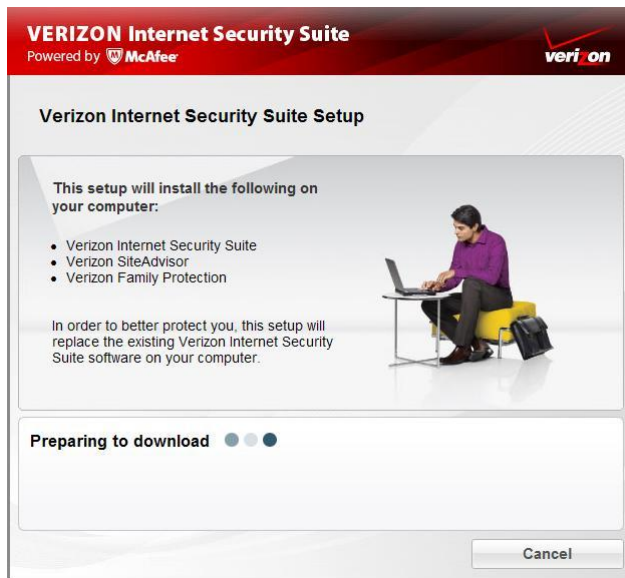 VERIZON Internet Security Suite
Powered by McAfee
verizon
Verizon Internet Security Suite Setup
This setup will install the following on
your computer:
• Verizon Internet Security Suite
• Verizon SiteAdvisor
• Verizon Family Protection
In order to better protect you, this setup will
replace the existing Verizon Internet Security
Suite software on your computer.
Preparing to download
Cancel